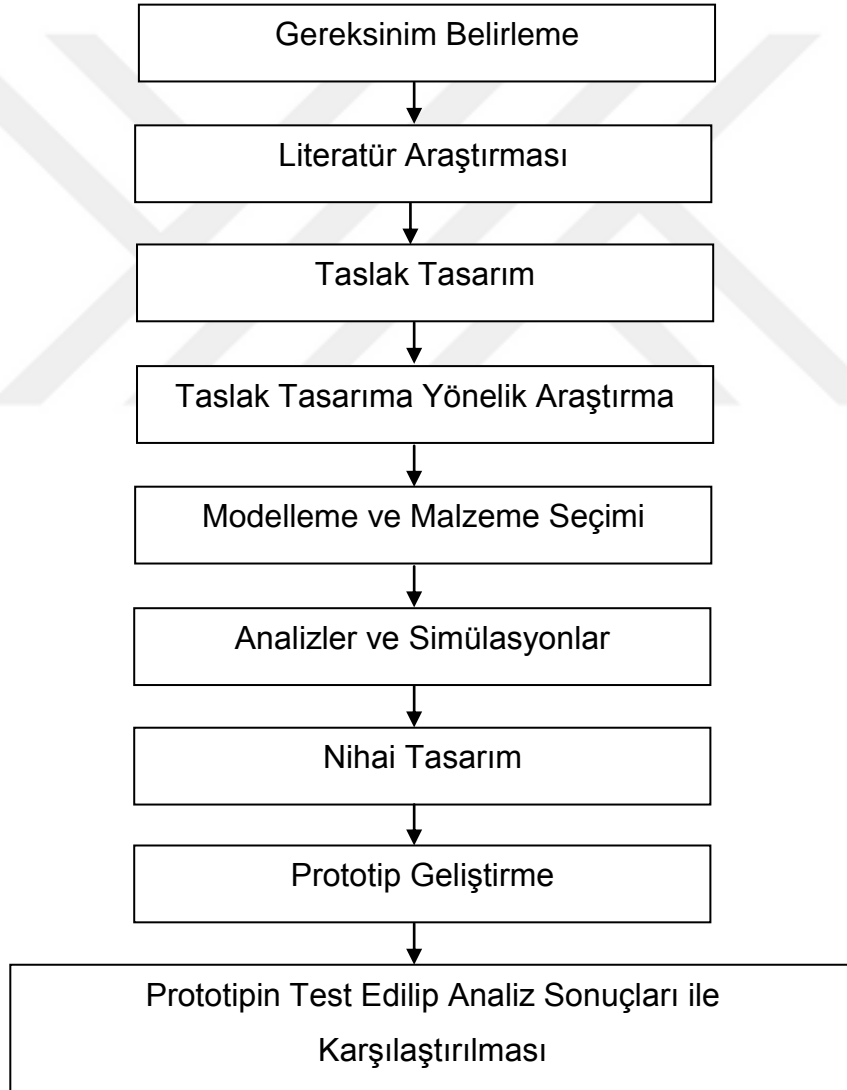 Gereksinim Belirleme
Literatür Araştırması
Taslak Tasarım
Taslak Tasarıma Yönelik Araştırma
Modelleme ve Malzeme Seçimi
Analizler ve Simülasyonlar
Nihai Tasarım
Prototip Geliştirme
Prototipin Test Edilip Analiz Sonuçları ile
Karşılaştırılması